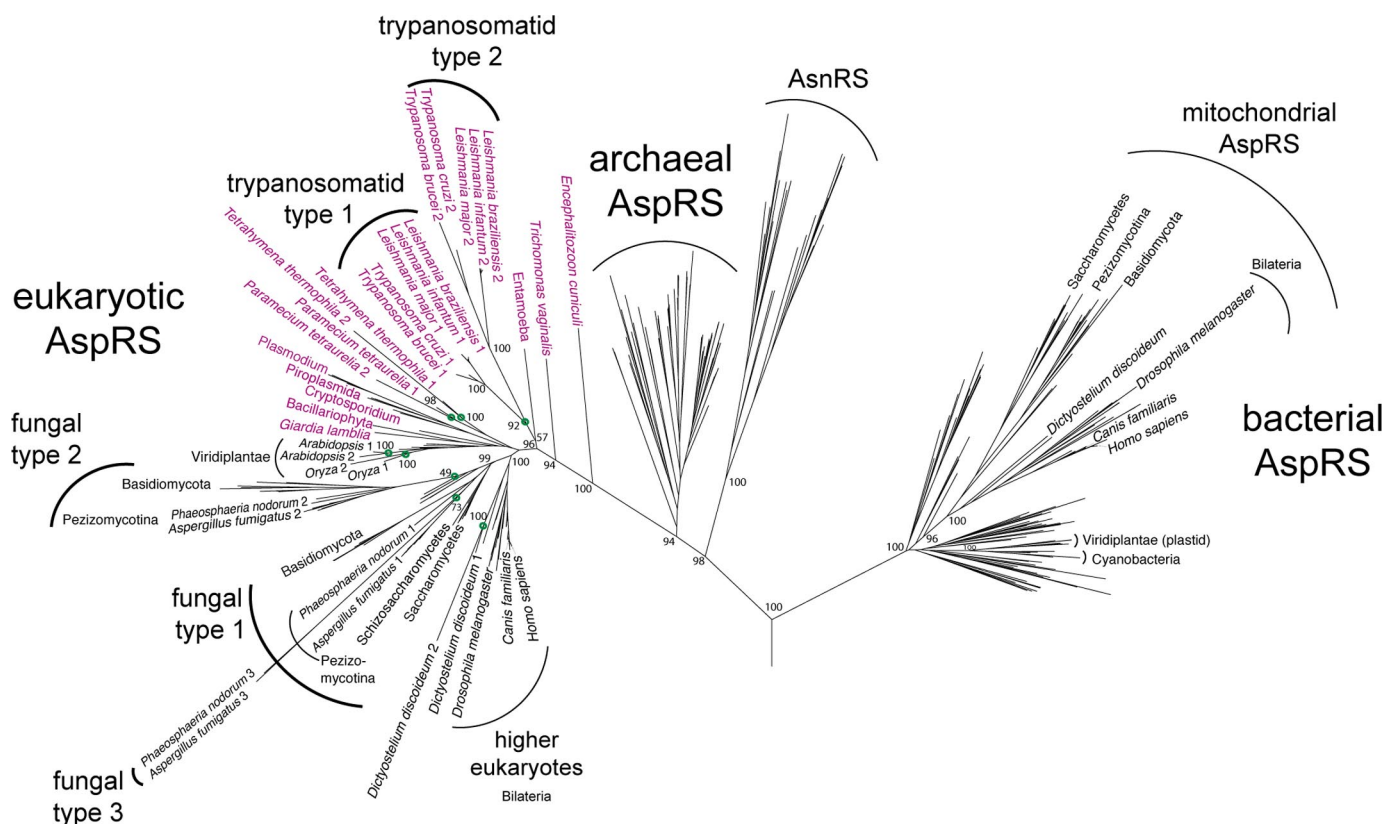 trypanosomatid
type 2
Trypanosoma brucei 2
Trypanosoma cruzi 2
Leishmania major 2
Leishmania infantum 2
Leishmania braziliensis 2
trypanosomatid
type 1
Trypanosoma brucei 1
Trypanosoma cruzi 1
Leishmania major 1
Leishmania infantum 1
Leishmania braziliensis 1
Entamoeba
Trichomonas vaginalis
Encephalitozoon cuniculi
eukaryotic
AspRS
Tetrahymena thermophila 2
Tetrahymena thermophila 1
Paramecium tetraurelia 1
Paramecium tetraurelia 2
Plasmodium
Piroplasmida
Cryptosporidium
Bacillariophyta
Giardia lamblia
fungal
type 2
Viridiplantae
Arabidopsis 1
Arabidopsis 2
Oryza 2
Oryza 1
Basidiomycota
Pezizomycotina
Phaeosphaeria nodorum 2
Aspergillus fumigatus 2
fungal
type 1
Basidiomycota
Phaeosphaeria nodorum 1
Aspergillus fumigatus 1
Pezizo-
mycotina
Schizosaccharomycetes
Saccharomycetes
fungal
type 3
Phaeosphaeria nodorum 3
Aspergillus fumigatus 3
Dictyostelium discoideum 2
Dictyostelium discoideum 1
Drosophila melanogaster
Canis familiaris
Homo sapiens
higher
eukaryotes
Bilateria
100
100
98
100
92
96
57
94
100
100
100
99
49
73
100
100
archaeal
AspRS
AsnRS
100
94
98
100
mitochondrial
AspRS
Saccharomycetes
Pezizomycotina
Basidiomycota
Bilateria
Dictyostelium discoideum
Drosophila melanogaster
Canis familiaris
Homo sapiens
bacterial
AspRS
100
96
100
100
Viridiplantae (plastid)
Cyanobacteria